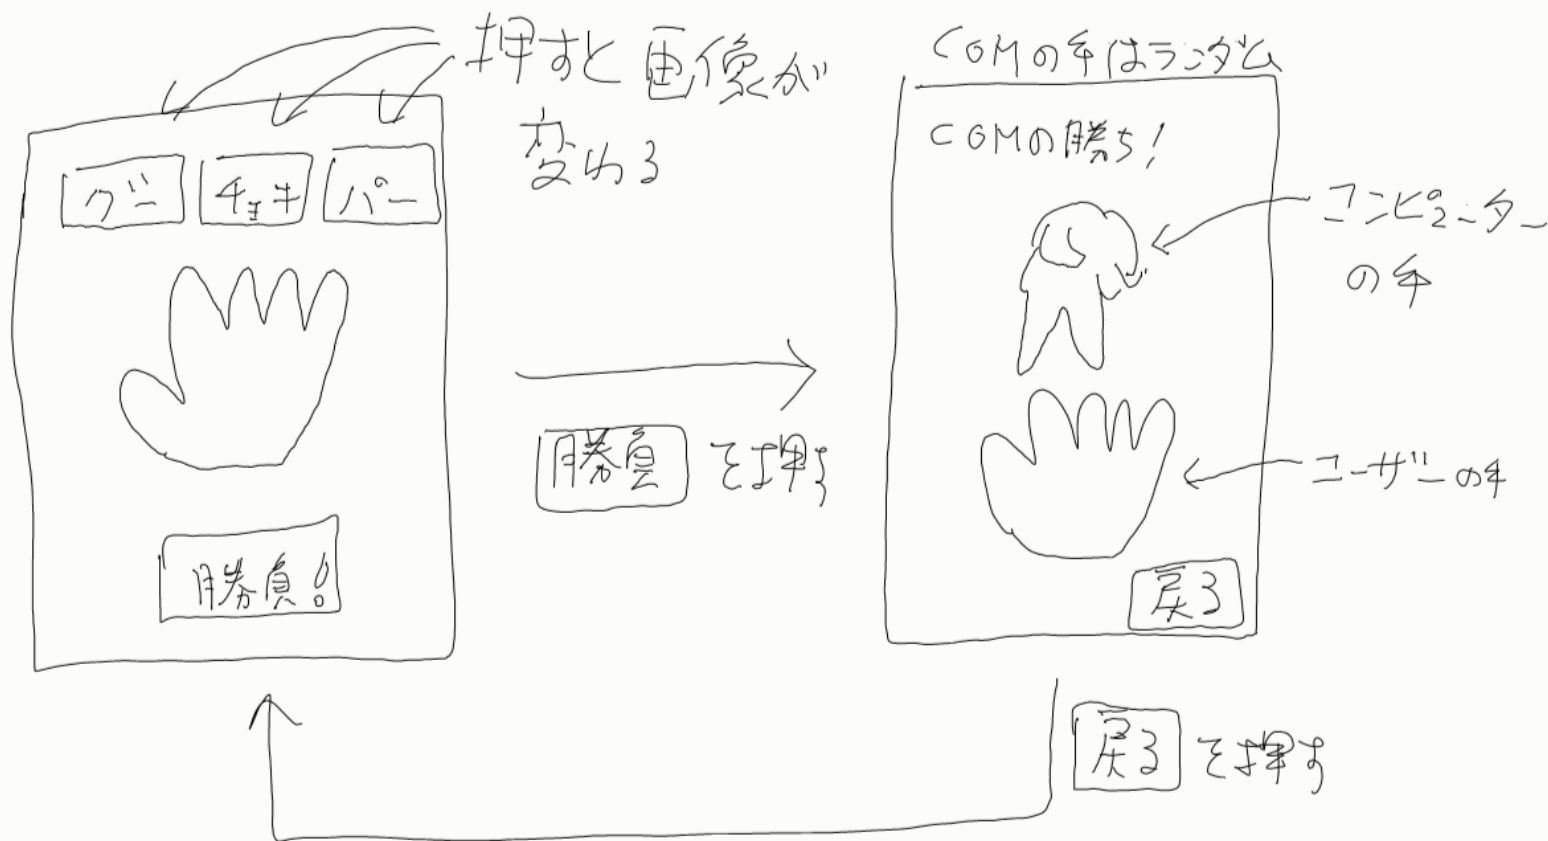 押すと画像が
変わる
グー チョキ パー
勝負!
勝負 を押す
COMの手はランダム
COMの勝ち!
コンピューター
の手
ユーザーの手
戻る
戻る を押す